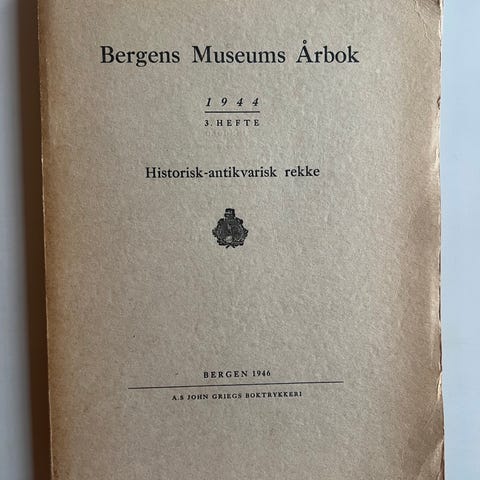 Bergens Museums Årbok
1944
3. HEFTE
Historisk-antikvarisk rekke
BERGEN 1946
A.S JOHN GRIEGS BOKTRYKKERI